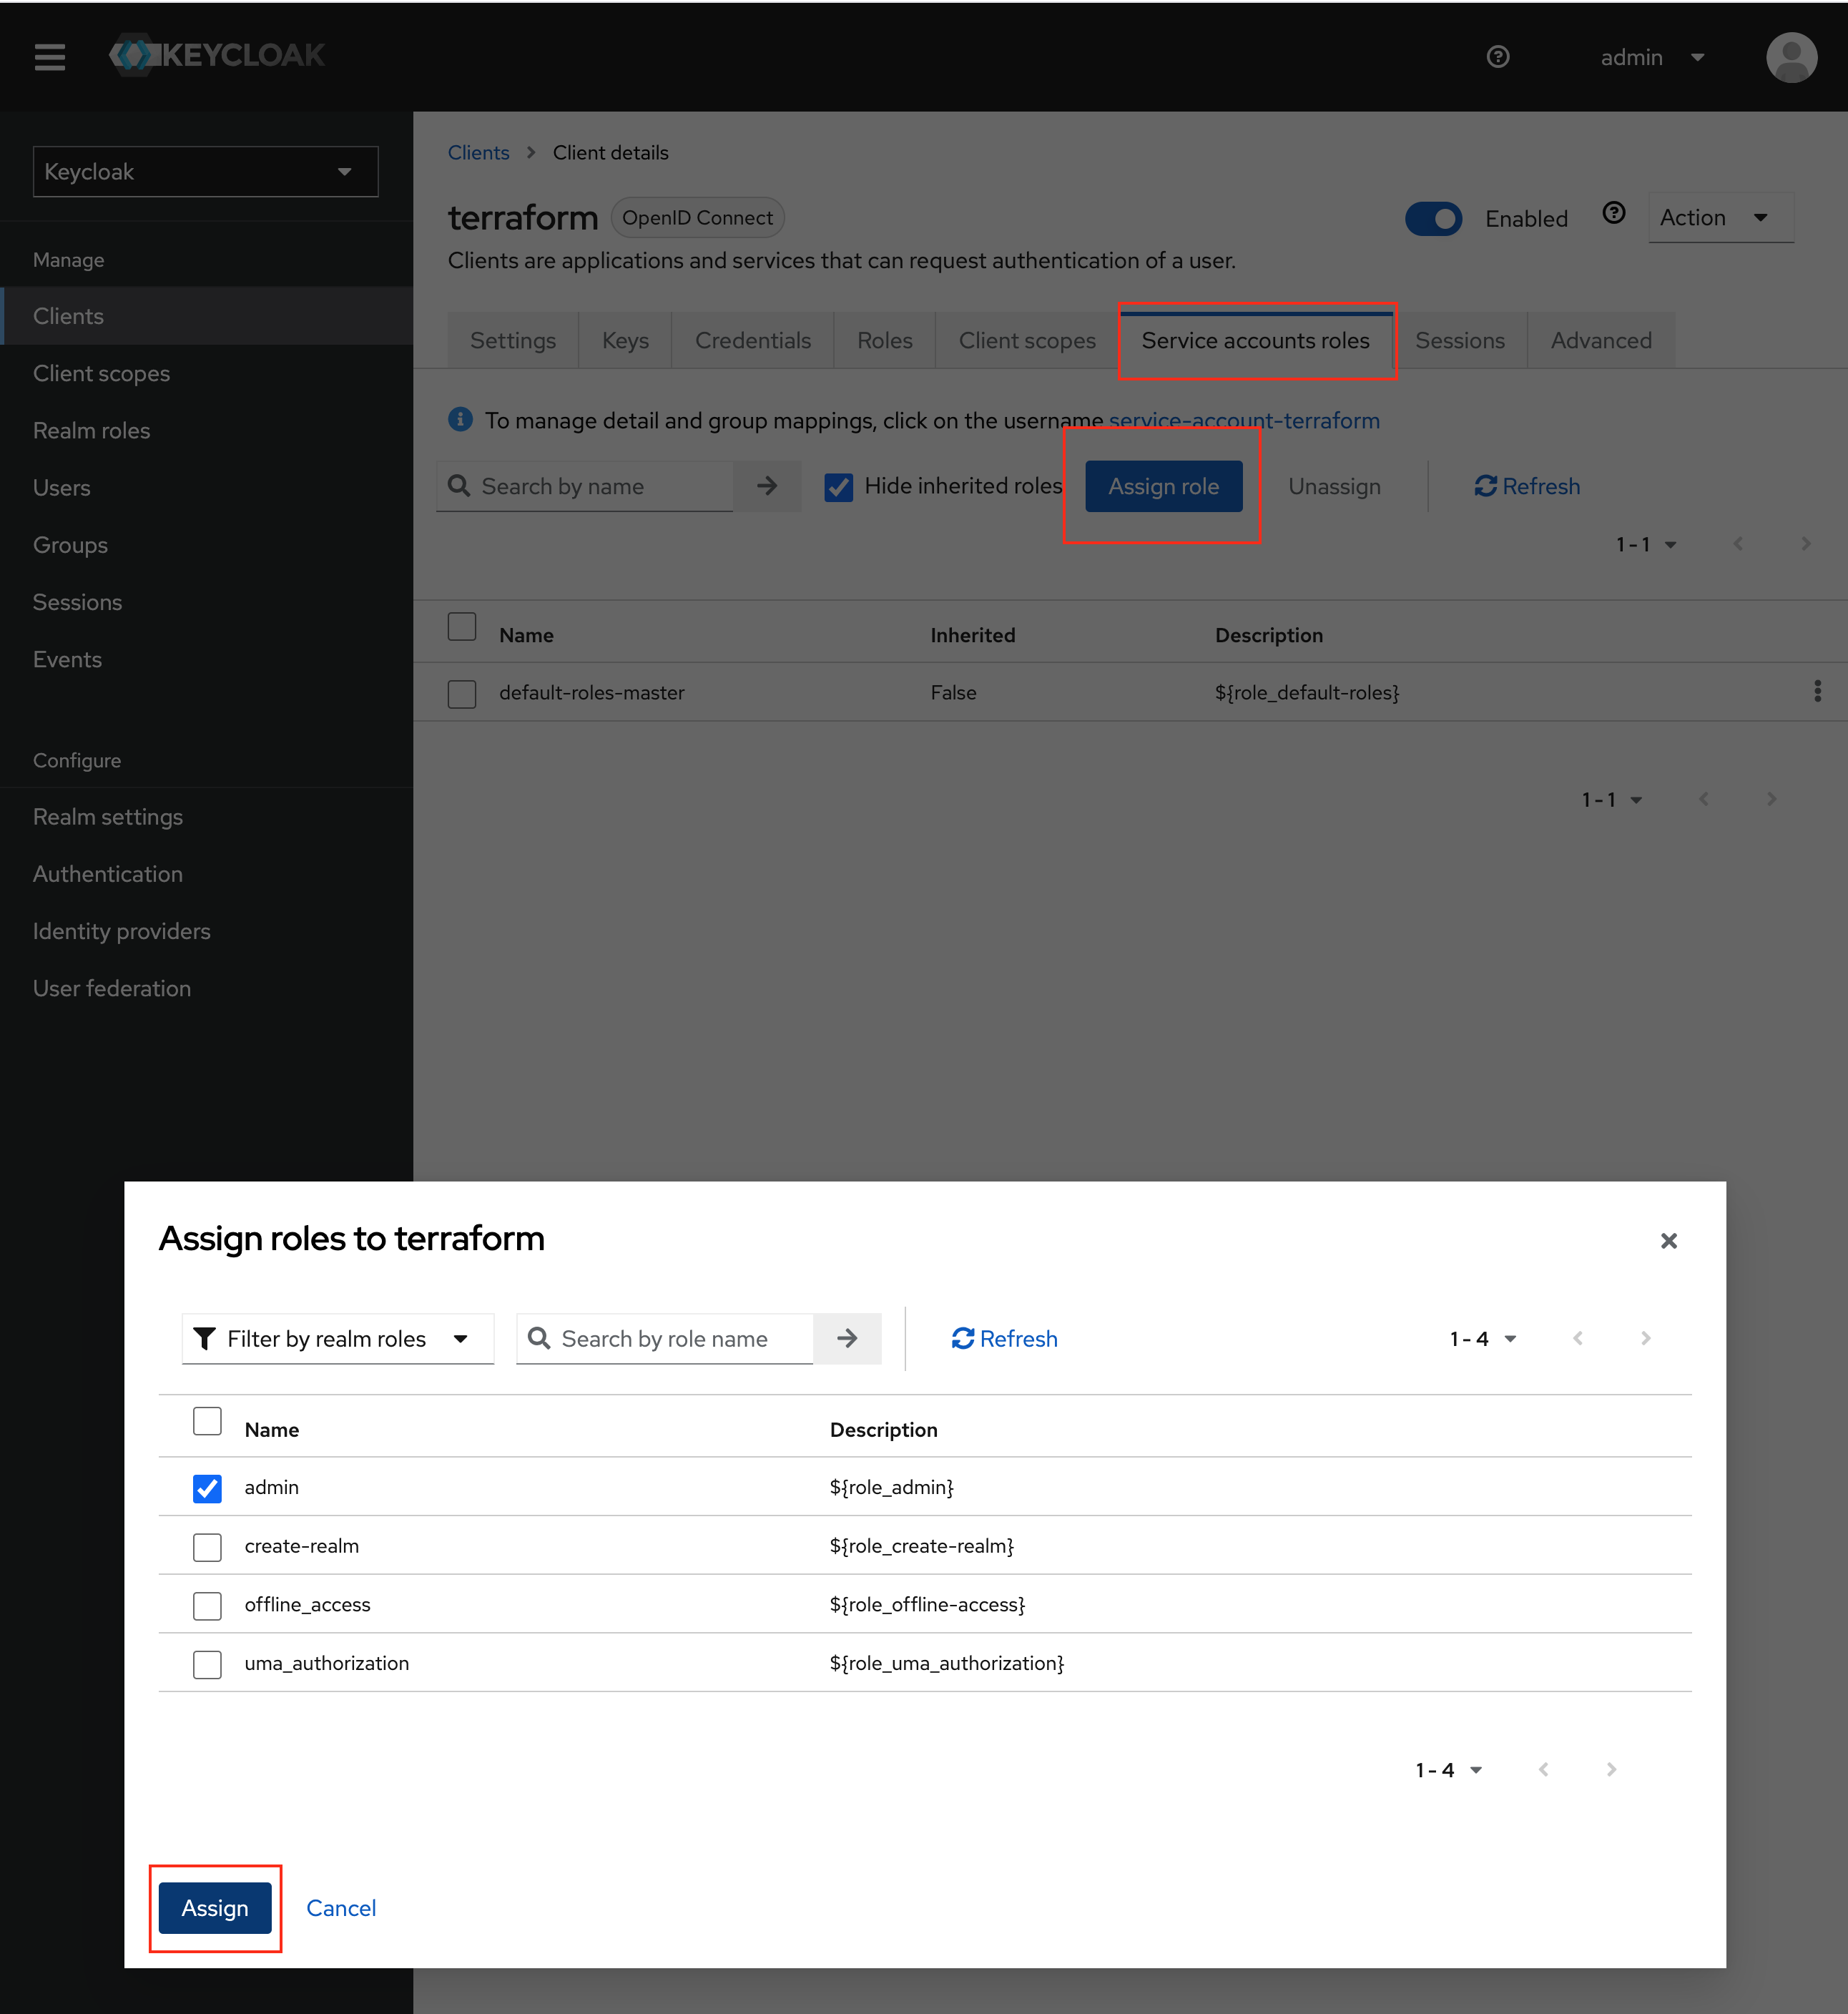 KEYCLOAK
admin
Keycloak
Manage
Clients
Client scopes
Realm roles
Users
Groups
Sessions
Events
Configure
Realm settings
Authentication
Identity providers
User federation
Clients > Client details
terraform OpenID Connect
Enabled
Action
Clients are applications and services that can request authentication of a user.
Settings Keys Credentials Roles Client scopes Service accounts roles Sessions Advanced
To manage detail and group mappings, click on the username service-account-terraform
Search by name Hide inherited roles Assign role Unassign Refresh
1 - 1
Name Inherited Description
default-roles-master False ${role_default-roles}
1 - 1
Assign roles to terraform
Filter by realm roles Search by role name Refresh 1 - 4
Name Description
admin ${role_admin}
create-realm ${role_create-realm}
offline_access ${role_offline-access}
uma_authorization ${role_uma_authorization}
1 - 4
Assign Cancel